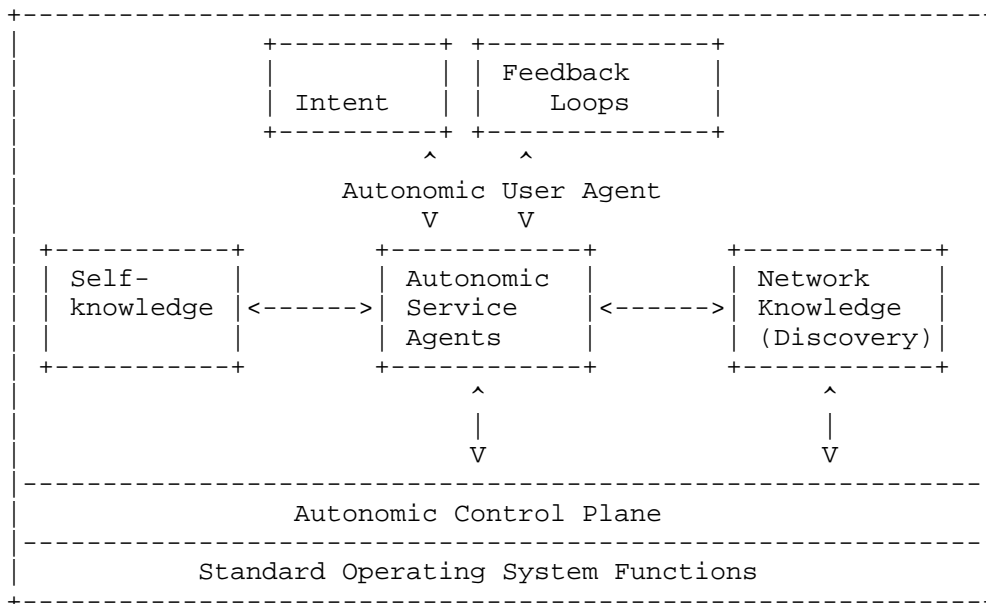 Feedback
Intent Loops
Autonomic User Agent
Self- Autonomic Network
knowledge Service Knowledge
Agents (Discovery)
Autonomic Control Plane
Standard Operating System Functions